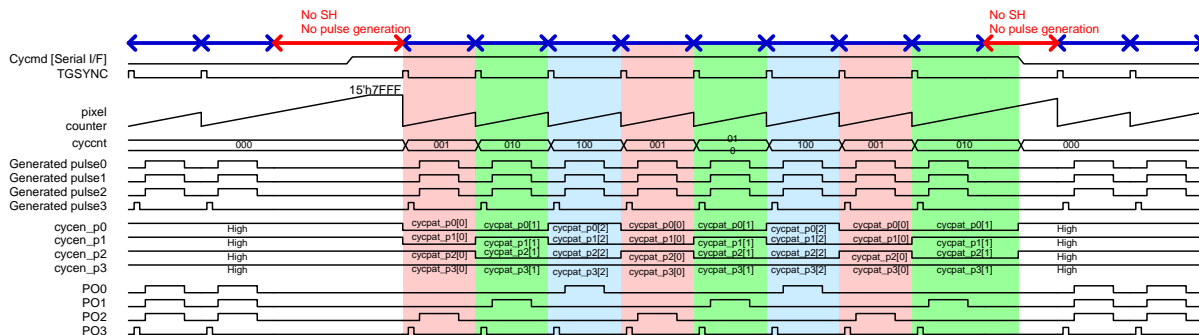 No SH
No pulse generation
No SH
No pulse generation
Cycmd [Serial I/F]
TGSYNC
15'h7FFF
pixel
counter
cyccnt 000 001 010 100 001 01
0 100 001 010 000
Generated pulse0
Generated pulse1
Generated pulse2
Generated pulse3
cycen_p0 High cycpat_p0[0] cycpat_p0[1] cycpat_p0[2] cycpat_p0[0] cycpat_p0[1] cycpat_p0[2] cycpat_p0[0] cycpat_p0[1] High
cycen_p1 High cycpat_p1[0] cycpat_p1[1] cycpat_p1[2] cycpat_p1[0] cycpat_p1[1] cycpat_p1[2] cycpat_p1[0] cycpat_p1[1] High
cycen_p2 High cycpat_p2[0] cycpat_p2[1] cycpat_p2[2] cycpat_p2[0] cycpat_p2[1] cycpat_p2[2] cycpat_p2[0] cycpat_p2[1] High
cycen_p3 High cycpat_p3[0] cycpat_p3[1] cycpat_p3[2] cycpat_p3[0] cycpat_p3[1] cycpat_p3[2] cycpat_p3[0] cycpat_p3[1] High
PO0
PO1
PO2
PO3